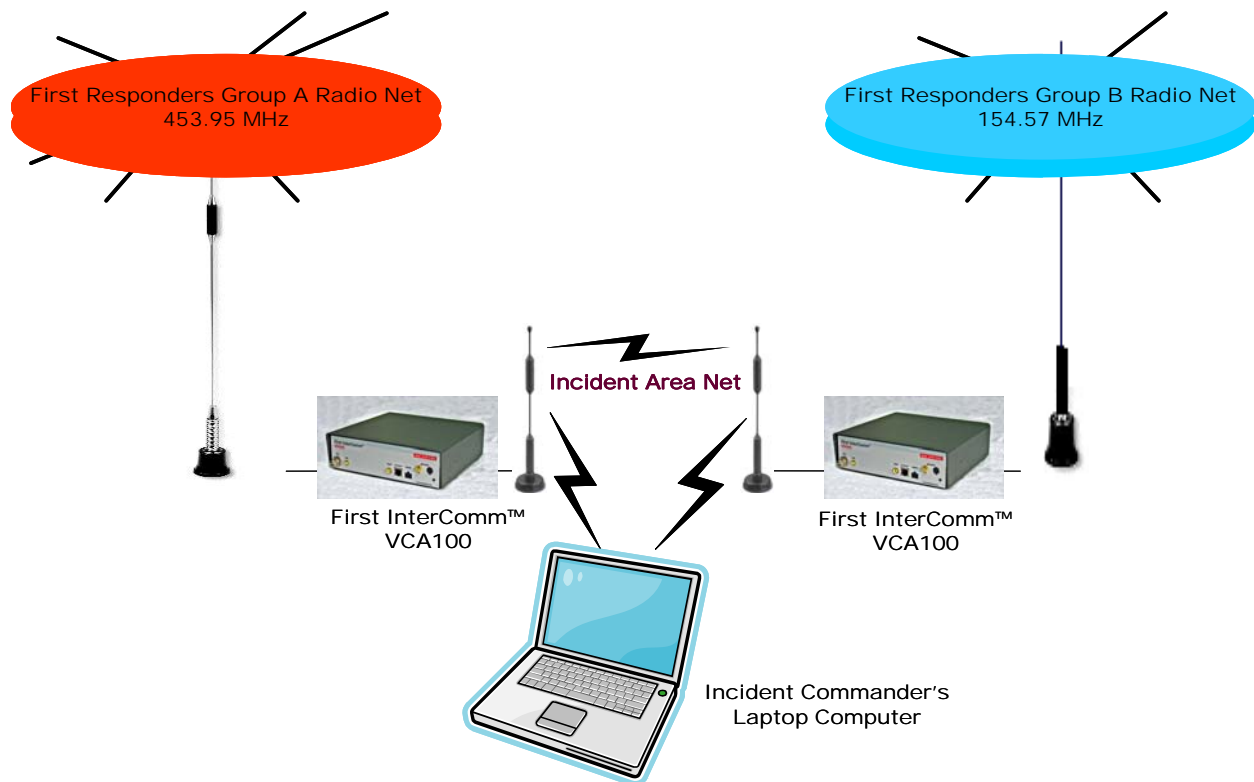 First Responders Group A Radio Net
453.95 MHz
First Responders Group B Radio Net
154.57 MHz
Incident Area Net
First InterComm™
VCA100
First InterComm™
VCA100
Incident Commander's
Laptop Computer